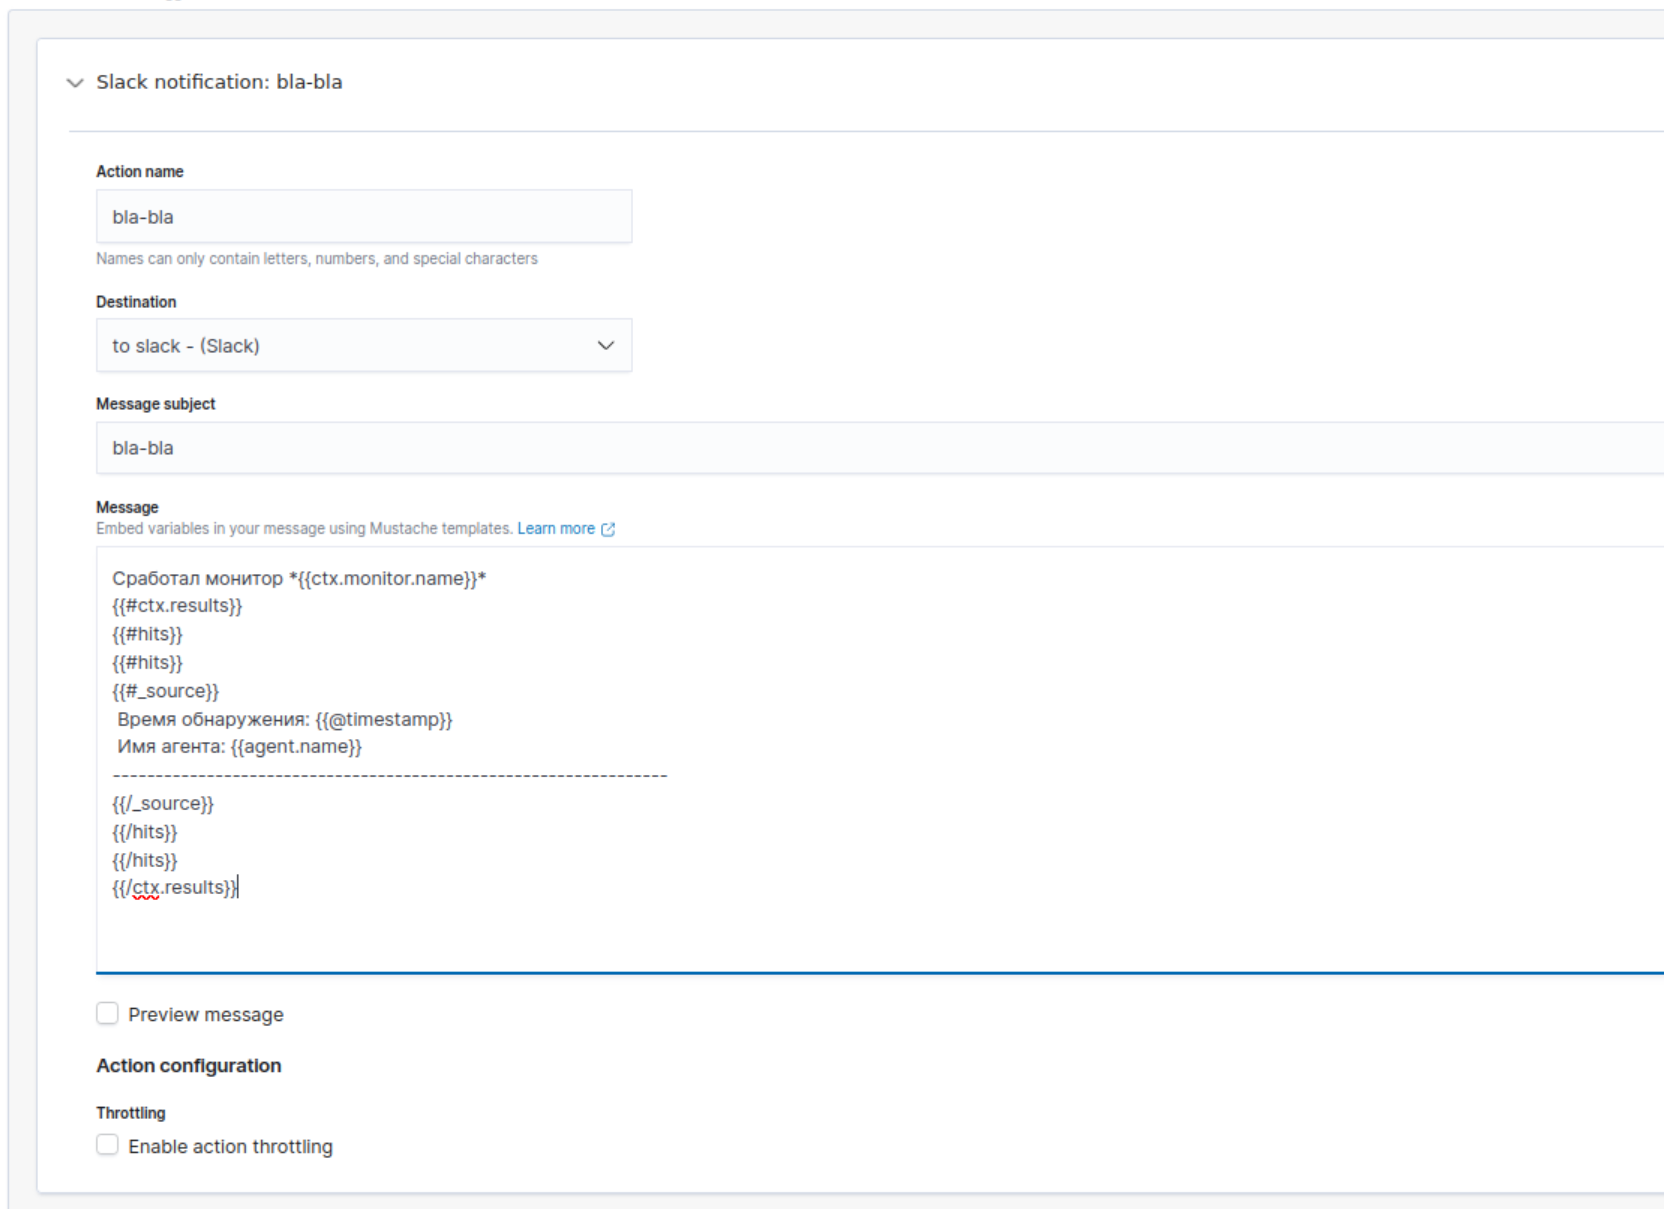 Slack notification: bla-bla
Action name
bla-bla
Names can only contain letters, numbers, and special characters
Destination
to slack - (Slack)
Message subject
bla-bla
Message
Embed variables in your message using Mustache templates. Learn more
Сработал монитор *{{ctx.monitor.name}}*
{{#ctx.results}}
{{#hits}}
{{#hits}}
{{#_source}}
Время обнаружения: {{@timestamp}}
Имя агента: {{agent.name}}
------------------------------------------------------------------
{{/_source}}
{{/hits}}
{{/hits}}
{{/ctx.results}}
Preview message
Action configuration
Throttling
Enable action throttling